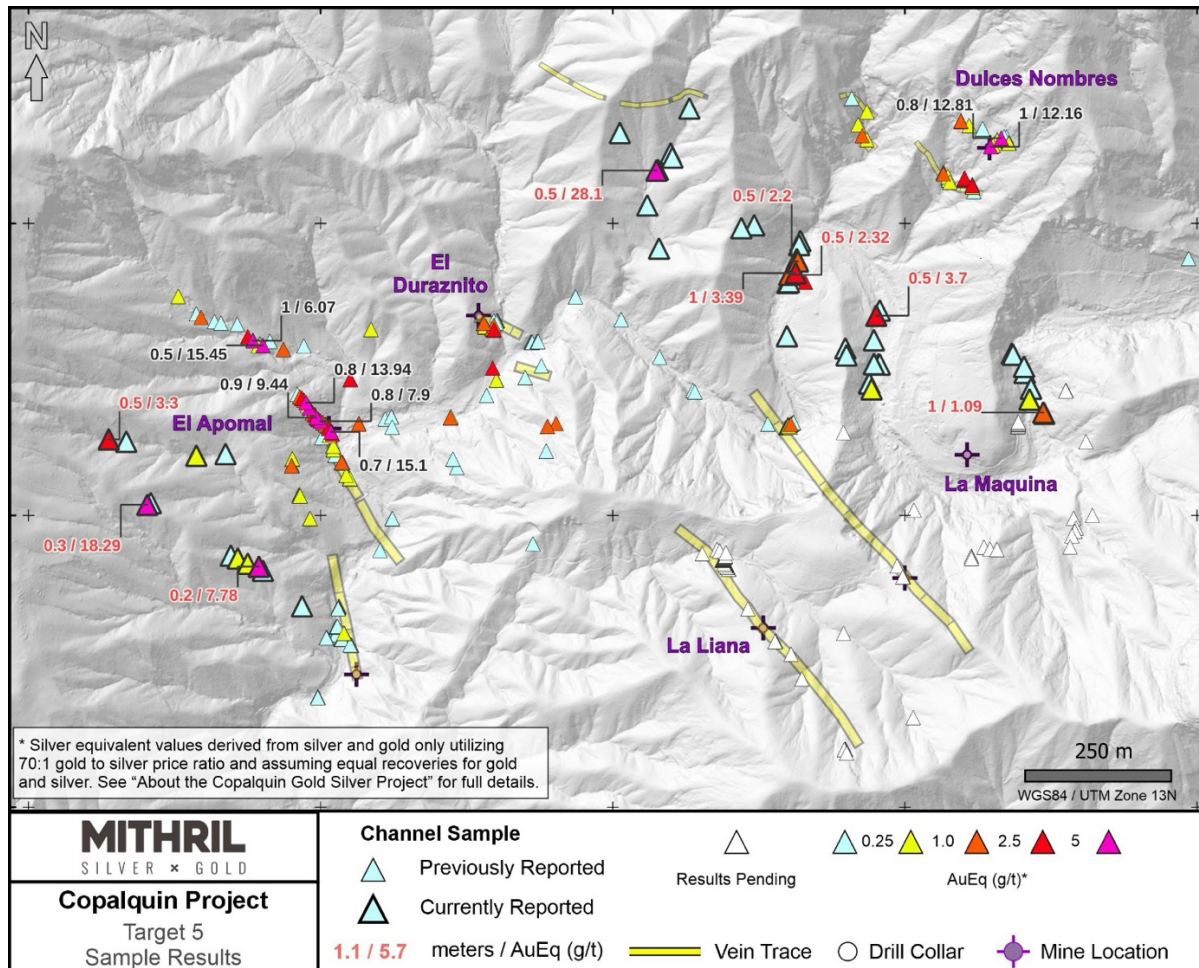 N
Dulces Nombres
0.8 / 12.81
1 / 12.16
0.5 / 28.1
0.5 / 2.2
0.5 / 2.32
El
Duraznito
1 / 3.39
0.5 / 3.7
1 / 6.07
0.5 / 15.45
0.8 / 13.94
0.9 / 9.44
0.8 / 7.9
0.5 / 3.3
El Apomal
1 / 1.09
0.7 / 15.1
La Maquina
0.3 / 18.29
0.2 / 7.78
La Liana
* Silver equivalent values derived from silver and gold only utilizing
70:1 gold to silver price ratio and assuming equal recoveries for gold
and silver. See “About the Copalquin Gold Silver Project” for full details.
250 m
WGS84 / UTM Zone 13N
MITHRIL
SILVER × GOLD
Copalquin Project
Target 5
Sample Results
Channel Sample
Previously Reported
Currently Reported
Results Pending
0.25 1.0 2.5 5
AuEq (g/t)*
1.1 / 5.7 meters / AuEq (g/t)
Vein Trace
Drill Collar
Mine Location